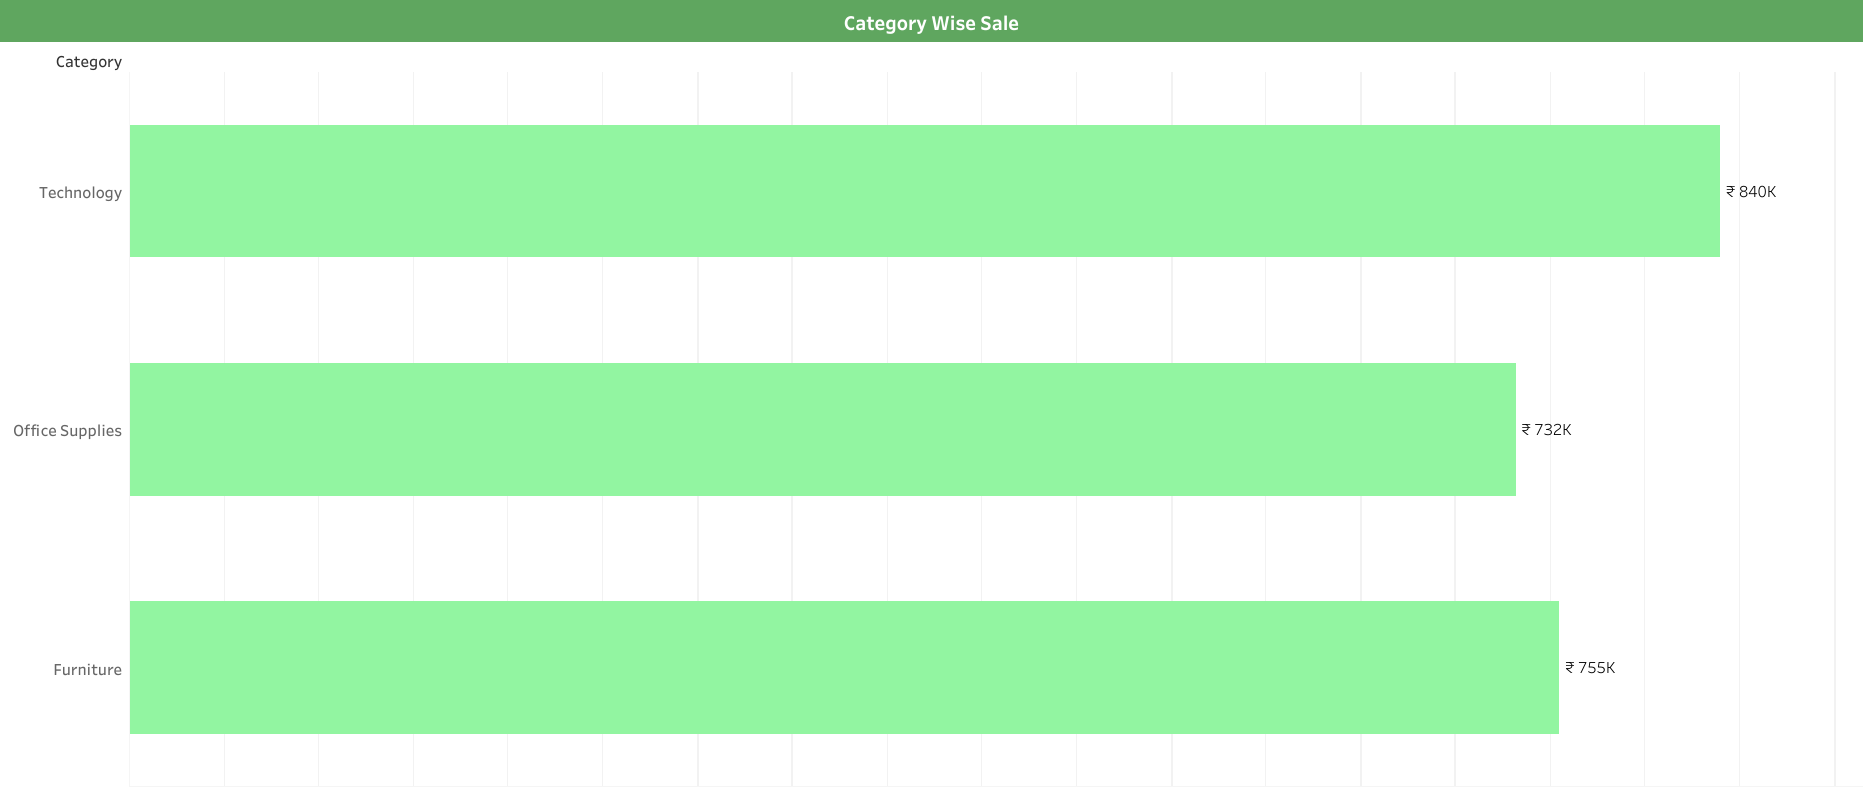 Category Wise Sale
Category
Technology
₹ 840K
Office Supplies
₹ 732K
Furniture
₹ 755K